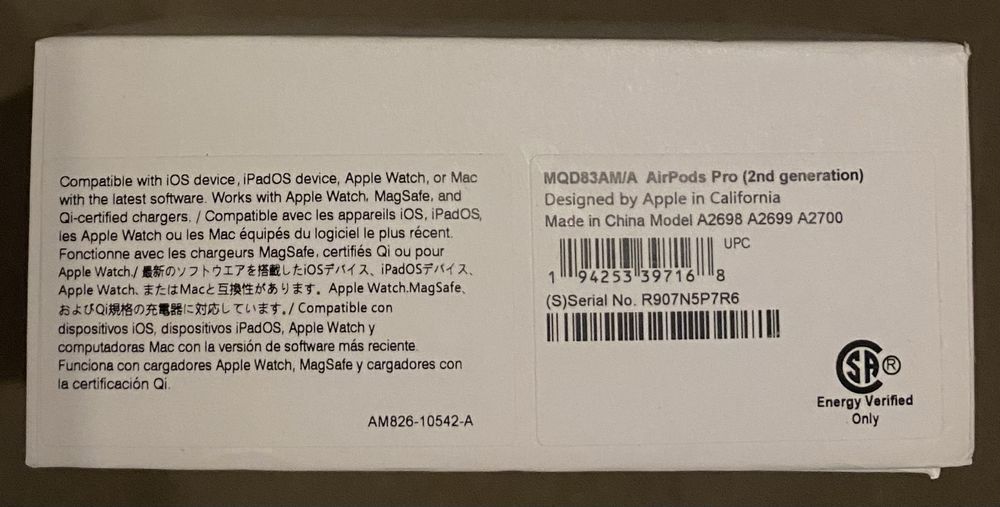 Compatible with iOS device, iPadOS device, Apple Watch, or Mac
with the latest software. Works with Apple Watch, MagSafe, and
Qi-certified chargers. / Compatible avec les appareils iOS, iPadOS,
les Apple Watch ou les Mac équipés du logiciel le plus récent.
Fonctionne avec les chargeurs MagSafe, certifiés Qi ou pour
Apple Watch./ 最新のソフトウエアを搭載したiOSデバイス、iPadOSデバイス、
Apple Watch、またはMacと互換性があります。Apple Watch.MagSafe、
およびQi規格の充電器に対応しています。/ Compatible con
dispositivos iOS, dispositivos iPadOS, Apple Watch y
computadoras Mac con la versión de software más reciente.
Funciona con cargadores Apple Watch, MagSafe y cargadores con
la certificación Qi.
AM826-10542-A
MQD83AM/A AirPods Pro (2nd generation)
Designed by Apple in California
Made in China Model A2698 A2699 A2700
UPC
1 94253 39716 8
(S)Serial No. R907N5P7R6
SA ®
Energy Verified
Only